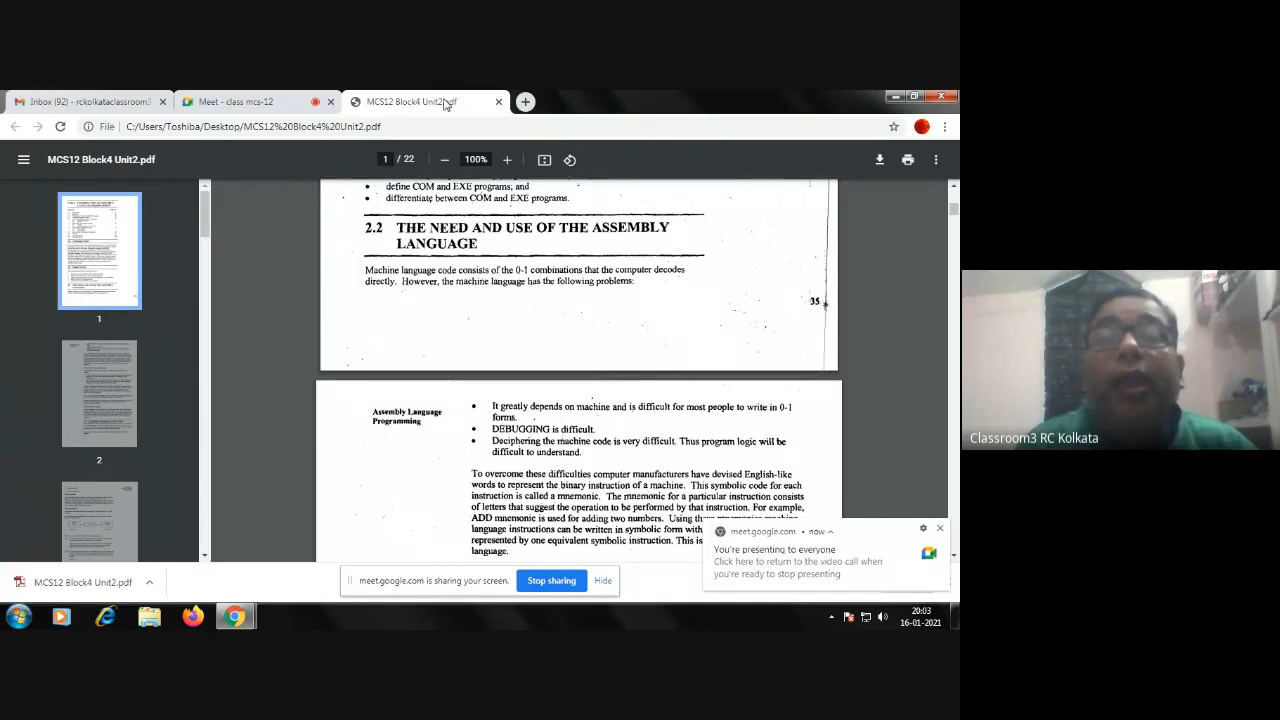 Inbox (92) - rckolkataclassroom3
Meet - class mcs-12
MCS12 Block4 Unit2.pdf
File
C:/Users/Toshiba/Desktop/MCS12%20Block4%20Unit2.pdf
MCS12 Block4 Unit2.pdf
1 / 22
100%
1
2
• define COM and EXE programs; and
• differentiate between COM and EXE programs.
2.2 THE NEED AND USE OF THE ASSEMBLY
LANGUAGE
Machine language code consists of the 0-1 combinations that the computer decodes
directly. However, the machine language has the following problems:
35
Assembly Language
Programming
• It greatly depends on machine and is difficult for most people to write in 0-1
forms.
• DEBUGGING is difficult.
• Deciphering the machine code is very difficult. Thus program logic will be
difficult to understand.
To overcome these difficulties computer manufacturers have devised English-like
words to represent the binary instruction of a machine. This symbolic code for each
instruction is called a mnemonic. The mnemonic for a particular instruction consists
of letters that suggest the operation to be performed by that instruction. For example,
ADD mnemonic is used for adding two numbers. Using
language instructions can be written in symbolic form with
represented by one equivalent symbolic instruction. This is
language.
meet.google.com • now
You're presenting to everyone
Click here to return to the video call when
you're ready to stop presenting
MCS12 Block4 Unit2.pdf
meet.google.com is sharing your screen.
Stop sharing
Hide
20:03
16-01-2021
Classroom3 RC Kolkata